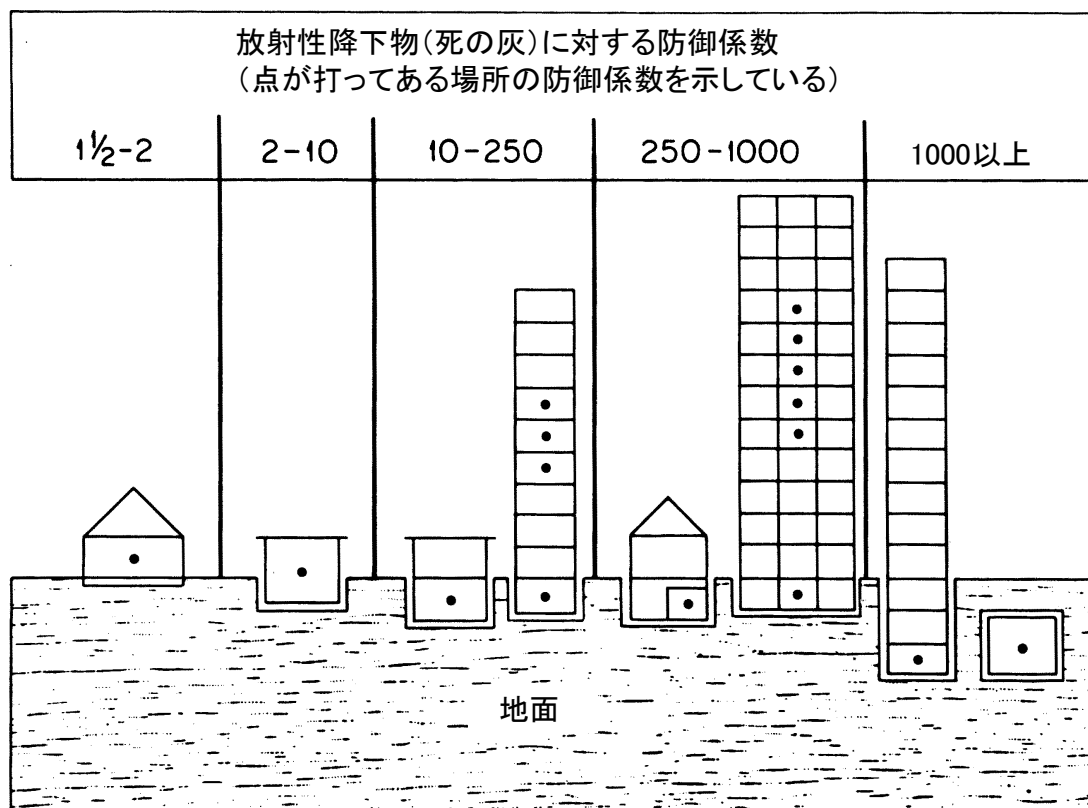 放射性降下物(死の灰)に対する防御係数
(点が打ってある場所の防御係数を示している)
1½-2
2-10
10-250
250-1000
1000以上
地面